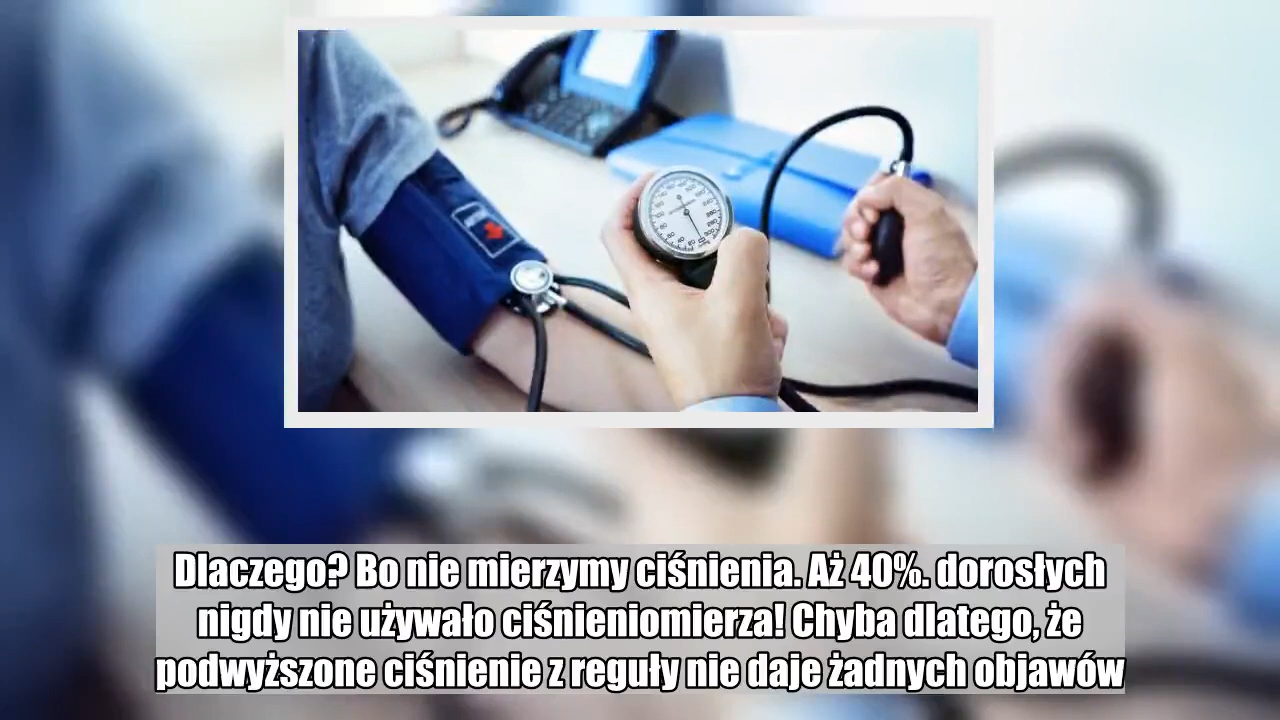 Dlaczego? Bo nie mierzymy ciśnienia. Aż 40%. dorosłych
nigdy nie używało ciśnieniomierza! Chyba dlatego, że
podwyższone ciśnienie z reguły nie daje żadnych objawów